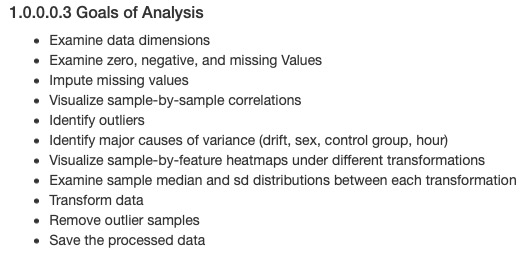 1.0.0.0.3 Goals of Analysis
• Examine data dimensions
• Examine zero, negative, and missing Values
• Impute missing values
• Visualize sample-by-sample correlations
• Identify outliers
• Identify major causes of variance (drift, sex, control group, hour)
• Visualize sample-by-feature heatmaps under different transformations
• Examine sample median and sd distributions between each transformation
• Transform data
• Remove outlier samples
• Save the processed data